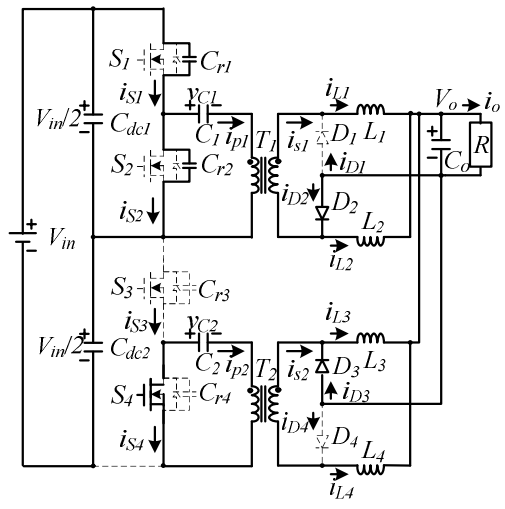 S1 Cr1
iS1 vC1 iL1 Vo io
Vin/2 Cdc1 C1 ip1 T1 is1 D1 L1 R
S2 Cr2 iD1 Co
iD2 D2
iS2 L2
Vin iL2
S3 Cr3
iS3 vC2 iL3
Vin/2 Cdc2 C2 ip2 T2 is2 D3 L3
S4 Cr4 iD3
iD4 D4
iS4 L4
iL4